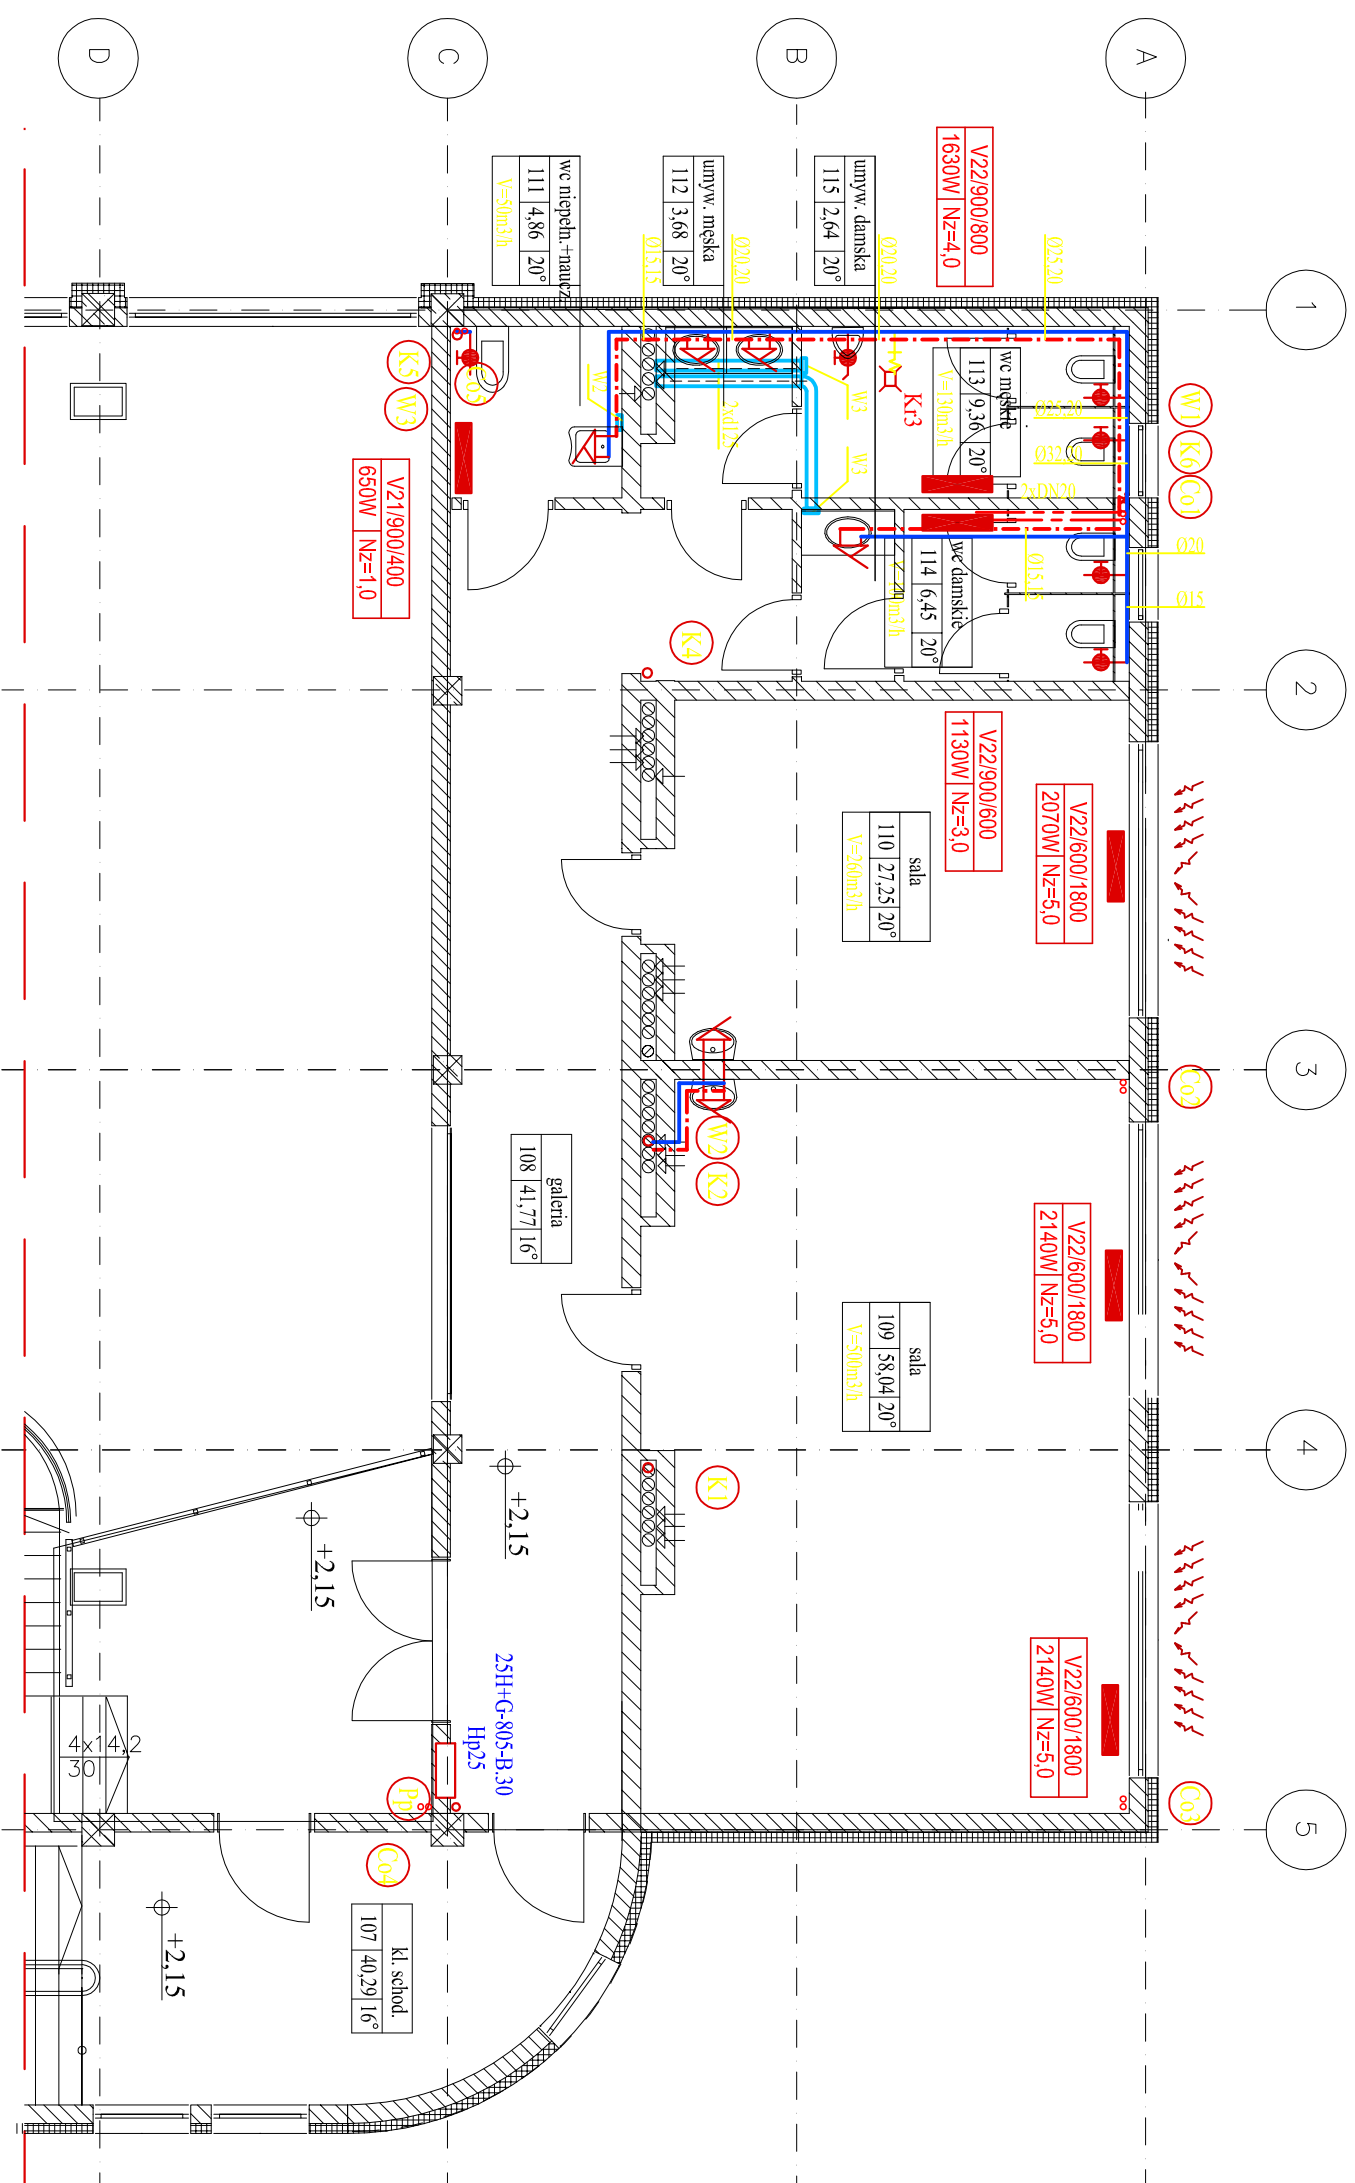 D
C
B
A
1
2
3
4
5
V22/900/800
1630W Nz=4,0
umyw. damska
115 2,64 20°
umyw. męska
112 3,68 20°
wc niepełn.+naucz.
111 4,86 20°
V=50m3/h
Ø15.15
Ø20.20
Ø20.20
Ø25.20
wc męskie
113 9,36 20°
V=130m3/h
Kr3
W3
W3
W2
2xd125
Ø25.20
Ø32.20
2xDN20
Ø15.15
Ø20
Ø15
W1
K6
Co1
K5
W3
Co5
V21/900/400
650W Nz=1,0
wc damskie
114 6,45 20°
K4
V22/900/600
1130W Nz=3,0
V22/600/1800
2070W Nz=5,0
sala
110 27,25 20°
V=260m3/h
Co2
W2
K2
galeria
108 41,77 16°
V22/600/1800
2140W Nz=5,0
sala
109 58,04 20°
V=500m3/h
K1
+2,15
+2,15
V22/600/1800
2140W Nz=5,0
25H+G-805-B.30
Hp25
4x14,2
30
Pp
Co3
Co4
kl. schod.
107 40,29 16°
+2,15